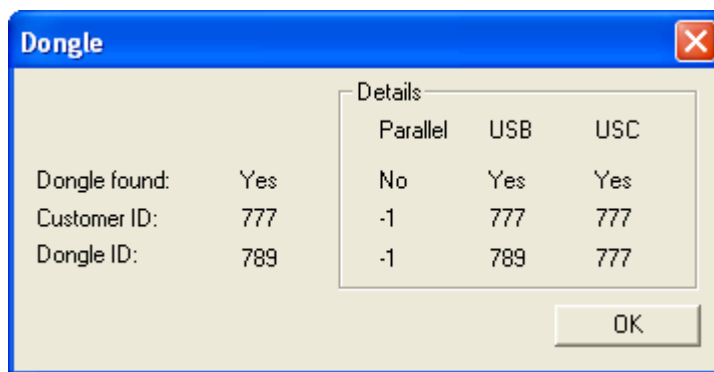 Dongle
Details
Parallel USB USC
Dongle found: Yes No Yes Yes
Customer ID: 777 -1 777 777
Dongle ID: 789 -1 789 777
OK